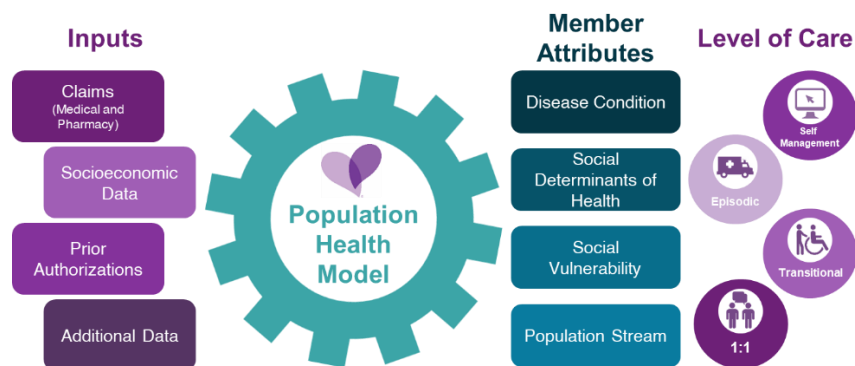 Inputs
Claims
(Medical and
Pharmacy)
Socioeconomic
Data
Prior
Authorizations
Additional Data
Population
Health
Model
Member
Attributes
Disease Condition
Social
Determinants of
Health
Social
Vulnerability
Population Stream
Level of Care
Self
Management
Episodic
Transitional
1:1